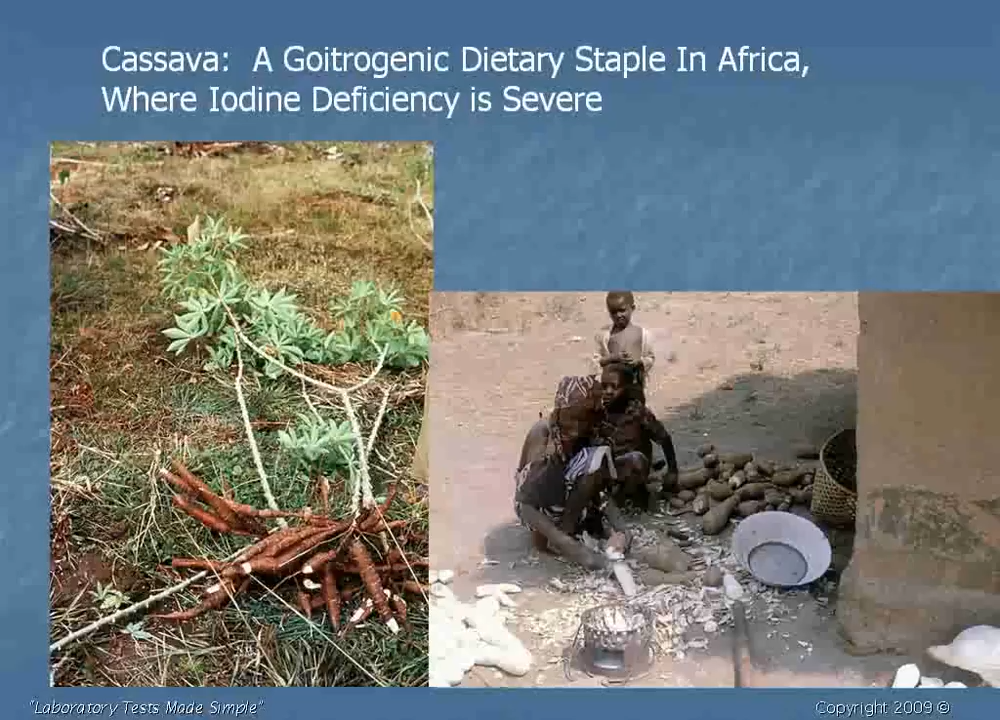 Cassava:  A Goitrogenic Dietary Staple In Africa,
Where Iodine Deficiency is Severe
"Laboratory Tests Made Simple"
Copyright 2009 ©